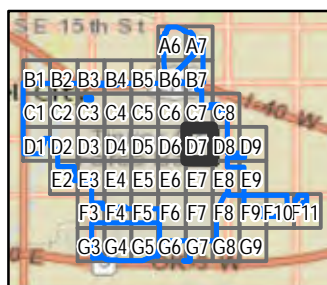 SE 15th St
A6 A7
B1 B2 B3 B4 B5 B6 B7
I-40 W
C1 C2 C3 C4 C5 C6 C7 C8
D1 D2 D3 D4 D5 D6 D7 D8 D9
E2 E3 E4 E5 E6 E7 E8 E9
F3 F4 F5 F6 F7 F8 F9 F10 F11
G3 G4 G5 G6 G7 G8 G9